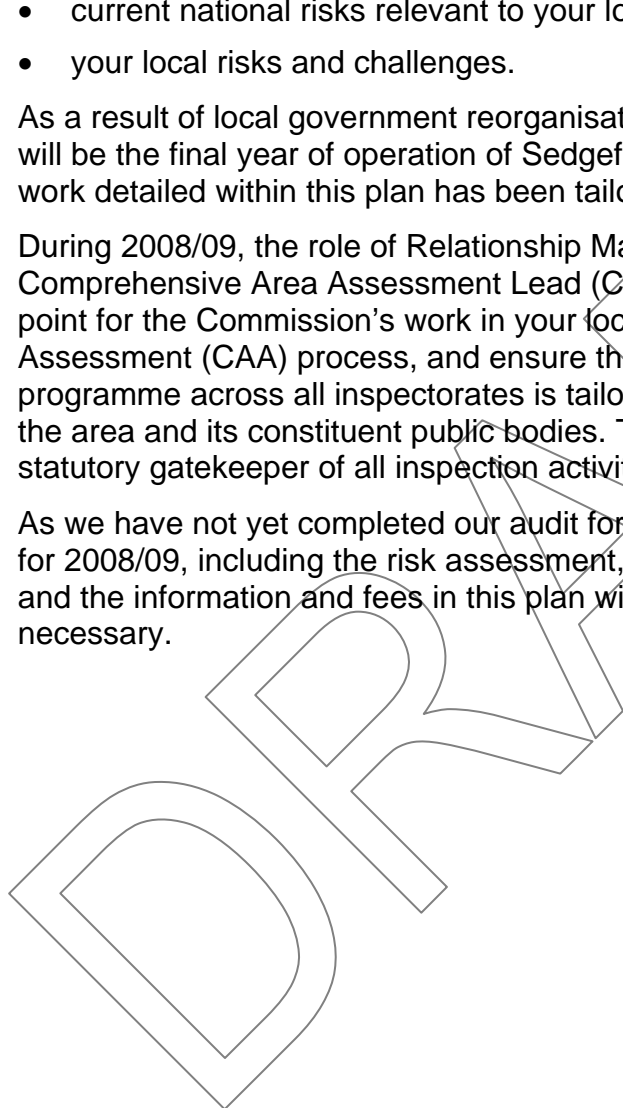 • current national risks relevant to your lo
• your local risks and challenges.
As a result of local government reorganisat
will be the final year of operation of Sedgef
work detailed within this plan has been tailo
During 2008/09, the role of Relationship Ma
Comprehensive Area Assessment Lead (C
point for the Commission's work in your loc
Assessment (CAA) process, and ensure th
programme across all inspectorates is tailo
the area and its constituent public bodies. T
statutory gatekeeper of all inspection activit
As we have not yet completed our audit for
for 2008/09, including the risk assessment,
and the information and fees in this plan wi
necessary.
DRA